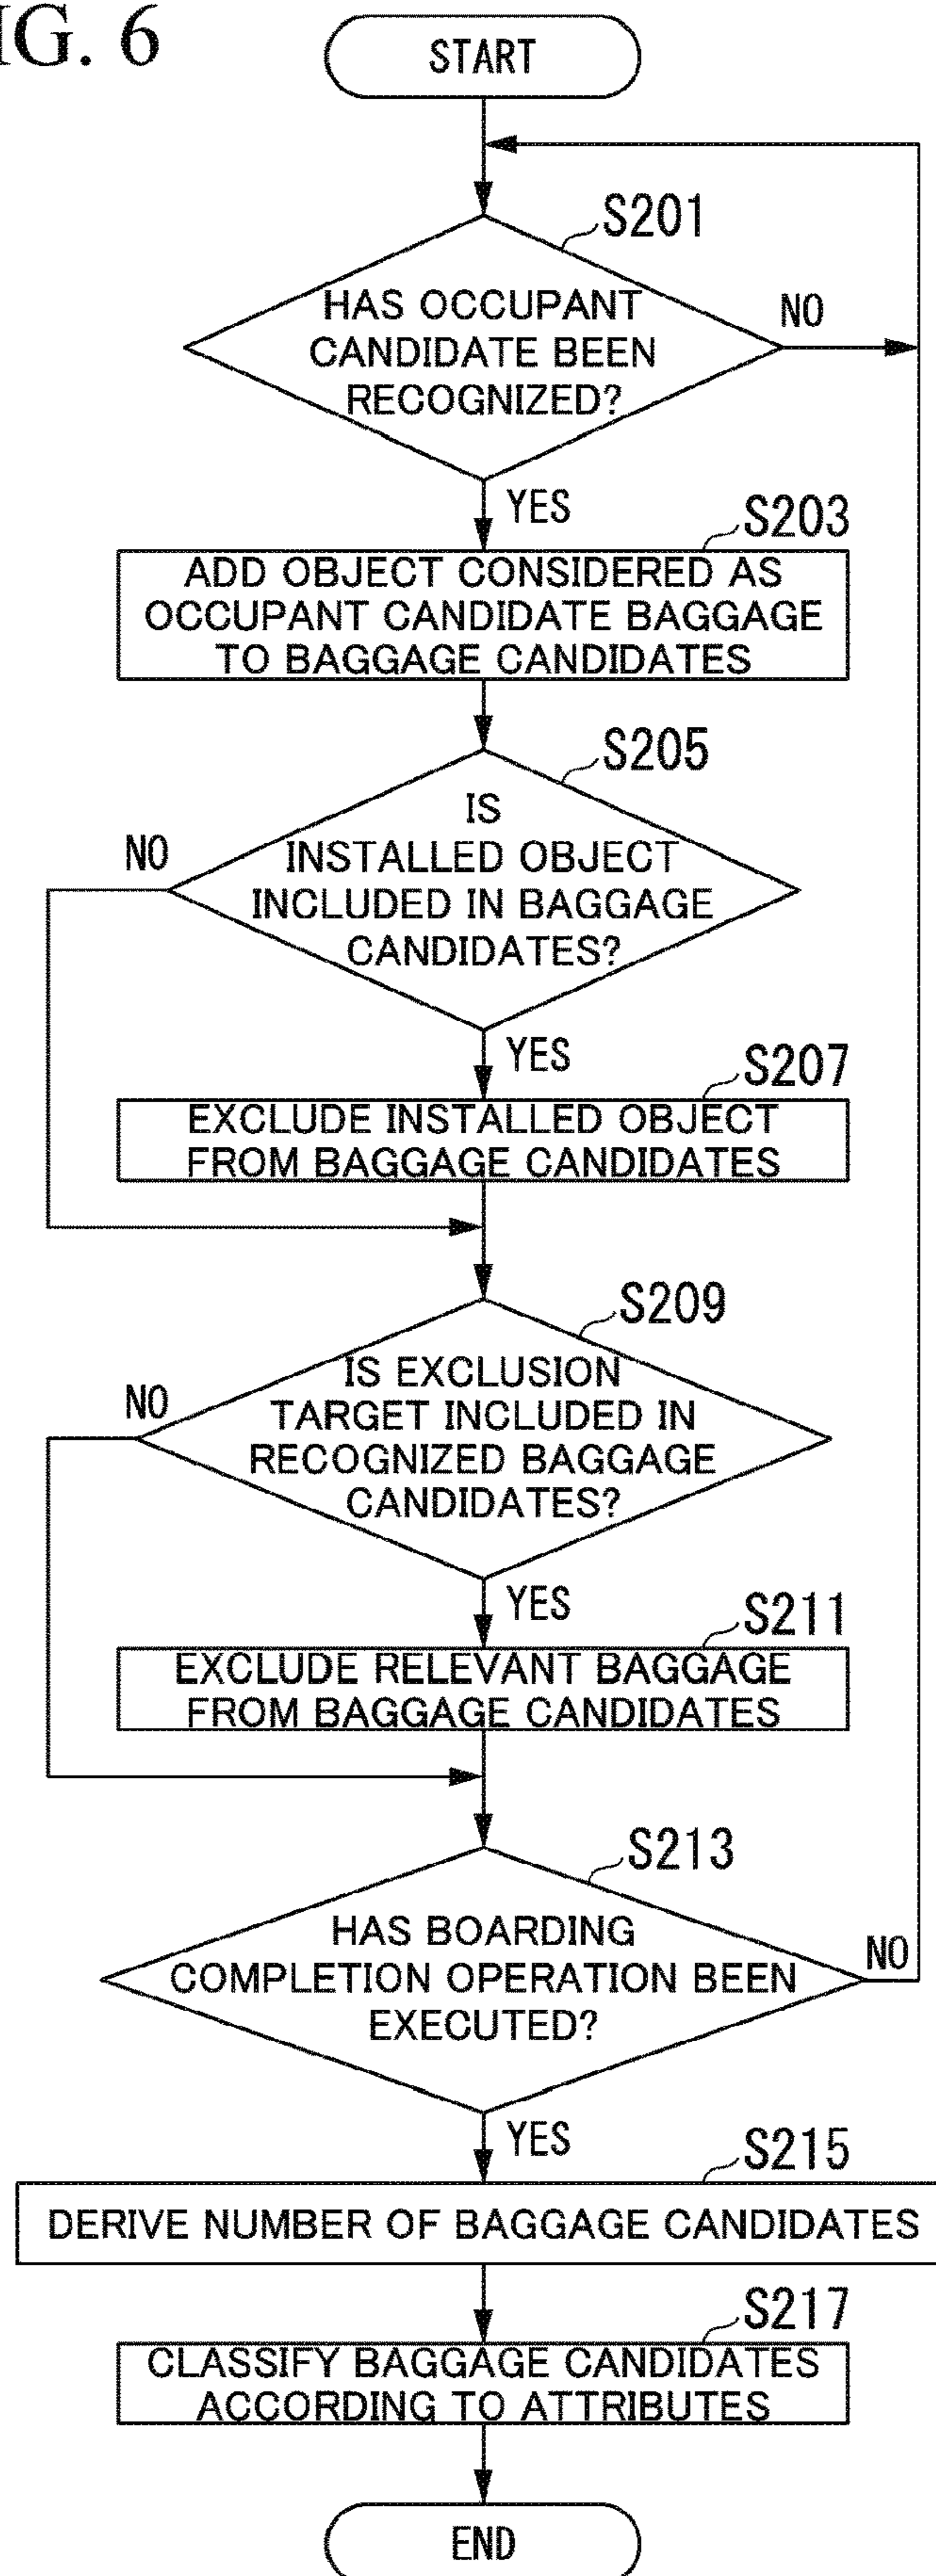 IG. 6
START
S201
HAS OCCUPANT
CANDIDATE BEEN
RECOGNIZED?
NO
YES
S203
ADD OBJECT CONSIDERED AS
OCCUPANT CANDIDATE BAGGAGE
TO BAGGAGE CANDIDATES
S205
IS
INSTALLED OBJECT
INCLUDED IN BAGGAGE
CANDIDATES?
NO
YES
S207
EXCLUDE INSTALLED OBJECT
FROM BAGGAGE CANDIDATES
S209
IS EXCLUSION
TARGET INCLUDED IN
RECOGNIZED BAGGAGE
CANDIDATES?
NO
YES
S211
EXCLUDE RELEVANT BAGGAGE
FROM BAGGAGE CANDIDATES
S213
HAS BOARDING
COMPLETION OPERATION BEEN
EXECUTED?
NO
YES
S215
DERIVE NUMBER OF BAGGAGE CANDIDATES
S217
CLASSIFY BAGGAGE CANDIDATES
ACCORDING TO ATTRIBUTES
END